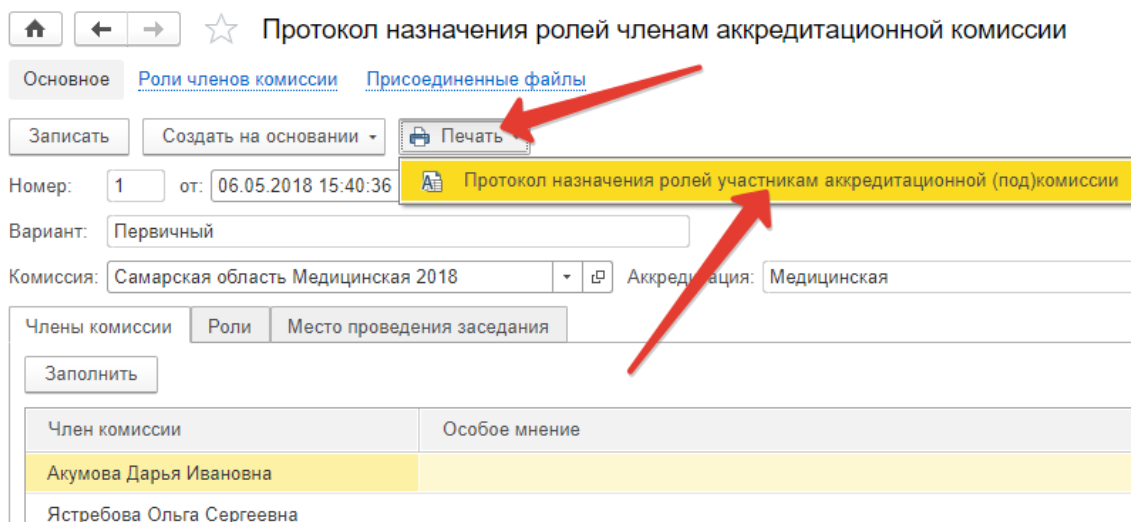 Протокол назначения ролей членам аккредитационной комиссии
Основное Роли членов комиссии Присоединенные файлы
Записать Создать на основании Печать
Номер: 1 от: 06.05.2018 15:40:36 Протокол назначения ролей участникам аккредитационной (под)комиссии
Вариант: Первичный
Комиссия: Самарская область Медицинская 2018 Аккредитация: Медицинская
Члены комиссии Роли Место проведения заседания
Заполнить
Член комиссии Особое мнение
Акумова Дарья Ивановна
Ястребова Ольга Сергеевна